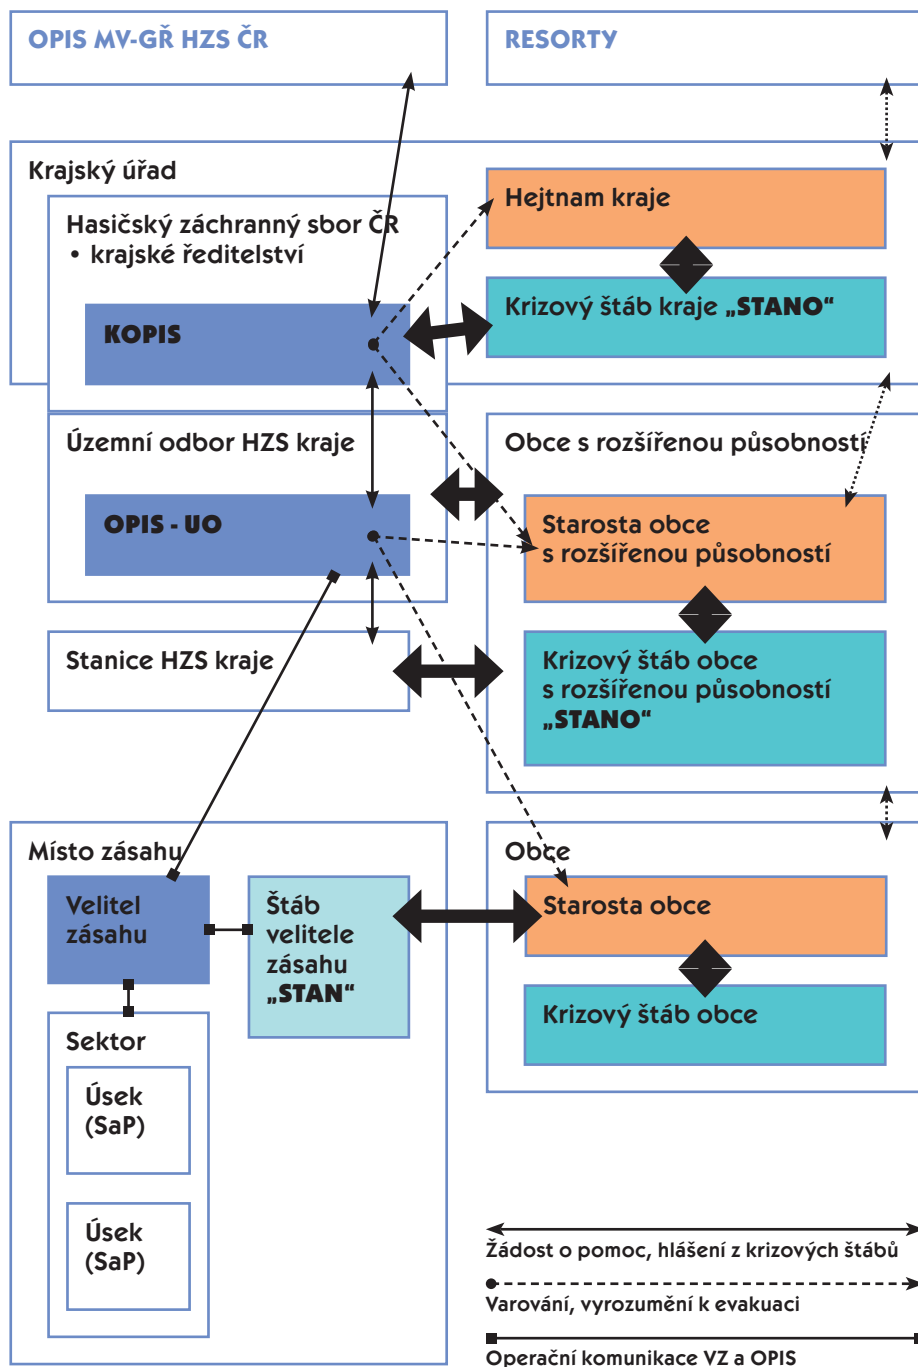 OPIS MV-GŘ HZS ČR
RESORTY
Krajský úřad
Hasičský záchranný sbor ČR
• krajské ředitelství
KOPIS
Hejtnam kraje
Krizový štáb kraje „STANO“
Územní odbor HZS kraje
OPIS - UO
Obce s rozšířenou působností
Starosta obce
s rozšířenou působností
Stanice HZS kraje
Krizový štáb obce
s rozšířenou působností
„STANO“
Místo zásahu
Velitel
zásahu
Štáb
velitele
zásahu
„STAN“
Sektor
Úsek
(SaP)
Úsek
(SaP)
Obce
Starosta obce
Krizový štáb obce
Žádost o pomoc, hlášení z krizových štábů
Varování, vyrozumění k evakuaci
Operační komunikace VZ a OPIS